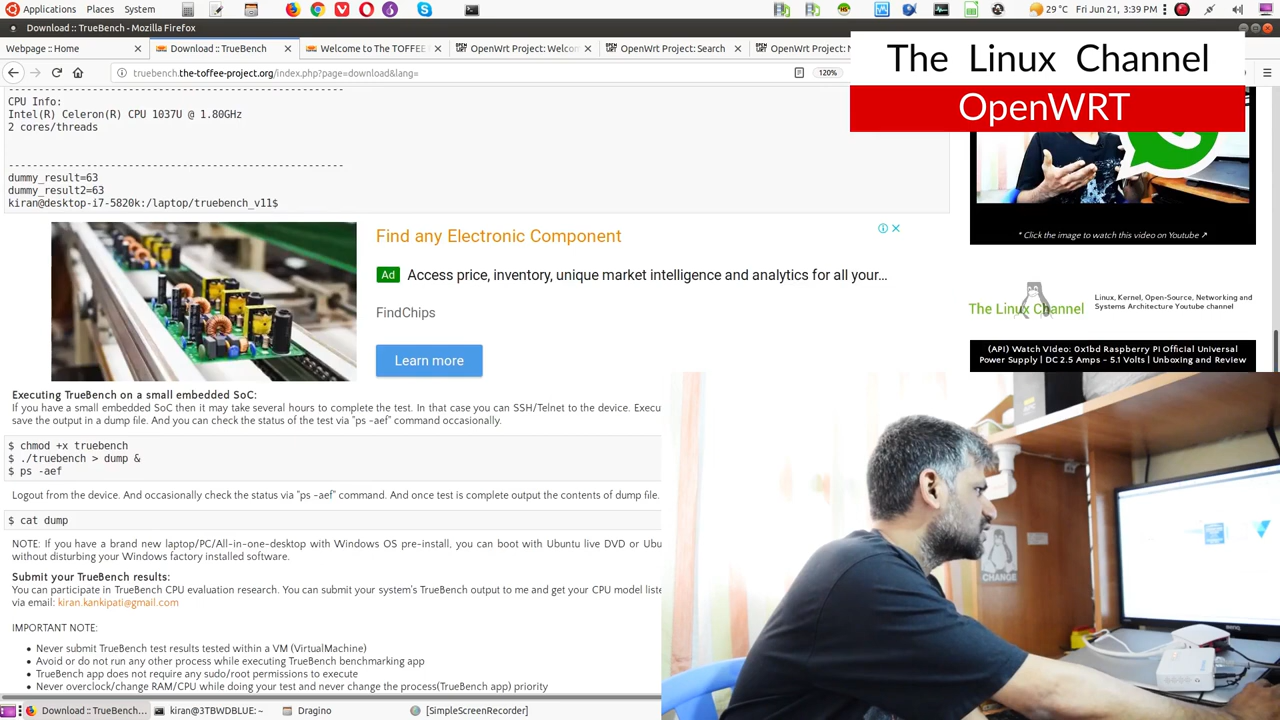 Applications Places System
29 °C Fri Jun 21, 3:39 PM
Download :: TrueBench - Mozilla Firefox
Webpage :: Home
Download :: TrueBench
Welcome to The TOFFEE
OpenWrt Project: Welcom
OpenWrt Project: Search
OpenWrt Project:
truebench.the-toffee-project.org/index.php?page=download&lang=
120%
The Linux Channel
OpenWRT
CPU Info:
Intel(R) Celeron(R) CPU 1037U @ 1.80GHz
2 cores/threads
------------------------------------------------------
dummy_result=63
dummy_result2=63
kiran@desktop-i7-5820k:/laptop/truebench_v11$
Find any Electronic Component
Ad Access price, inventory, unique market intelligence and analytics for all your...
FindChips
Learn more
* Click the image to watch this video on Youtube ↗
The Linux Channel
Linux, Kernel, Open-Source, Networking and
Systems Architecture Youtube channel
(API) Watch Video: 0x1bd Raspberry Pi Official Universal
Power Supply | DC 2.5 Amps - 5.1 Volts | Unboxing and Review
Executing TrueBench on a small embedded SoC:
If you have a small embedded SoC then it may take several hours to complete the test. In that case you can SSH/Telnet to the device. Execu
save the output in a dump file. And you can check the status of the test via "ps -aef" command occasionally.
$ chmod +x truebench
$ ./truebench > dump &
$ ps -aef
Logout from the device. And occasionally check the status via "ps -aef" command. And once test is complete output the contents of dump file.
$ cat dump
NOTE: If you have a brand new laptop/PC/All-in-one-desktop with Windows OS pre-install, you can boot with Ubuntu live DVD or Ubu
without disturbing your Windows factory installed software.
Submit your TrueBench results:
You can participate in TrueBench CPU evaluation research. You can submit your system's TrueBench output to me and get your CPU model liste
via email: kiran.kankipati@gmail.com
IMPORTANT NOTE:
Never submit TrueBench test results tested within a VM (VirtualMachine)
Avoid or do not run any other process while executing TrueBench benchmarking app
TrueBench app does not require any sudo/root permissions to execute
Never overclock/change RAM/CPU while doing your test and never change the process(TrueBench app) priority
CHANGE
BenQ
Download :: TrueBench...
kiran@3TBWDBLUE: ~
Dragino
[SimpleScreenRecorder]